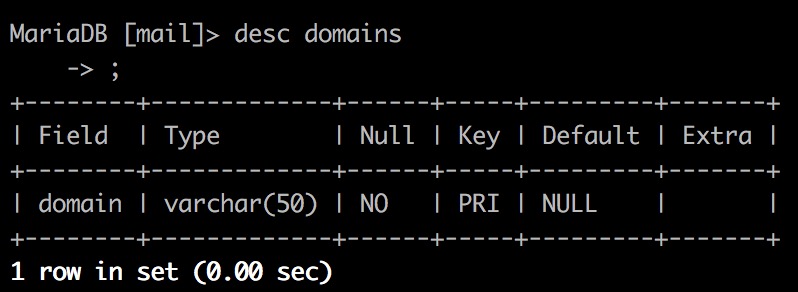 MariaDB [mail]> desc domains
    -> ;
+--------+-------------+------+-----+---------+-------+
| Field  | Type        | Null | Key | Default | Extra |
+--------+-------------+------+-----+---------+-------+
| domain | varchar(50) | NO   | PRI | NULL    |       |
+--------+-------------+------+-----+---------+-------+
1 row in set (0.00 sec)